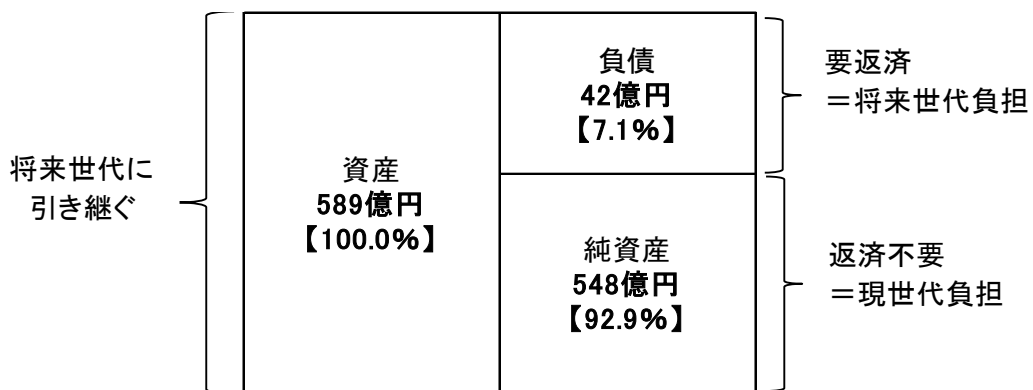 将来世代に
引き継ぐ
資産
589億円
【100.0%】
負債
42億円
【7.1%】
純資産
548億円
【92.9%】
要返済
＝将来世代負担
返済不要
＝現世代負担